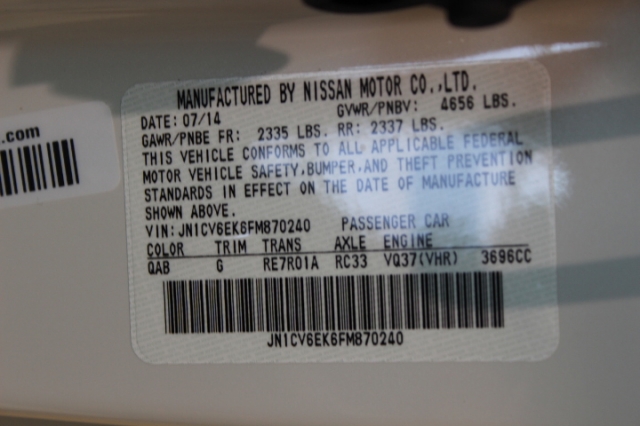 MANUFACTURED BY NISSAN MOTOR CO.,LTD.
DATE: 07/14 GVWR/PNBV: 4656 LBS.
GAWR/PNBE FR: 2335 LBS. RR: 2337 LBS.
THIS VEHICLE CONFORMS TO ALL APPLICABLE FEDERAL
MOTOR VEHICLE SAFETY,BUMPER,AND THEFT PREVENTION
STANDARDS IN EFFECT ON THE DATE OF MANUFACTURE
SHOWN ABOVE.
VIN:JN1CV6EK6FM870240 PASSENGER CAR
COLOR TRIM TRANS AXLE ENGINE
QAB G RE7R01A RC33 VQ37(VHR) 3696CC
JN1CV6EK6FM870240
.com